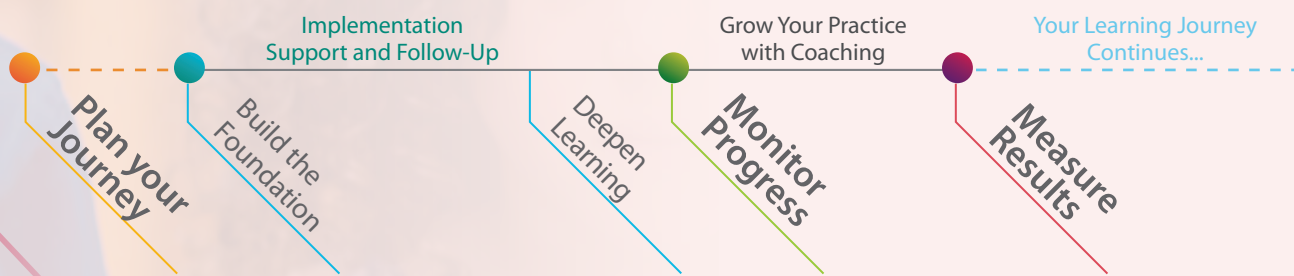 Implementation
Support and Follow-Up
Grow Your Practice
with Coaching
Your Learning Journey
Continues...
Plan your
Journey
Build the
Foundation
Deepen
Learning
Monitor
Progress
Measure
Results